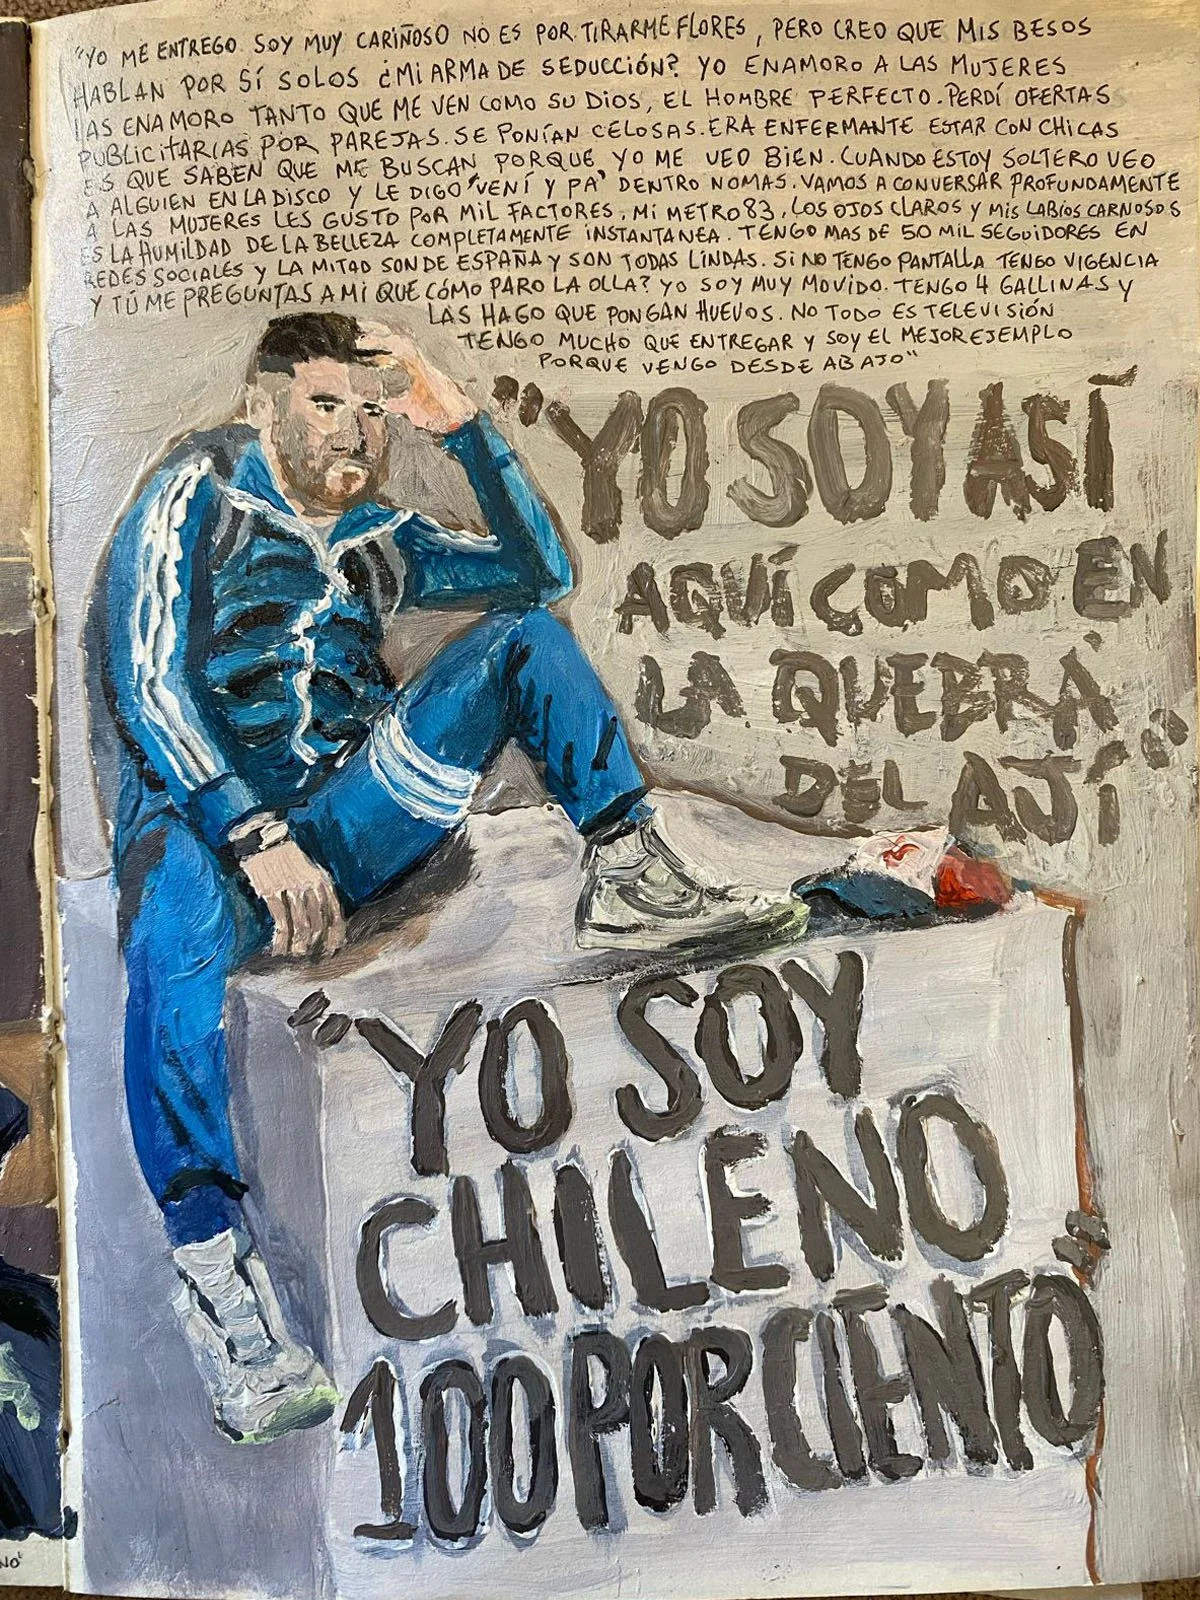 "YO ME ENTREGO SOY MUY CARIÑOSO NO ES POR TIRARME FLORES, PERO CREO QUE MIS BESOS
HABLAN POR SÍ SOLOS ¿MI ARMA DE SEDUCCIÓN? YO ENAMORO A LAS MUJERES
LAS ENAMORO TANTO QUE ME VEN COMO SU DIOS, EL HOMBRE PERFECTO. PERDÍ OFERTAS
PUBLICITARIAS POR PAREJAS. SE PONÍAN CELOSAS. ERA ENFERMANTE ESTAR CON CHICAS
ES QUE SABEN QUE ME BUSCAN PORQUE YO ME VEO BIEN. CUANDO ESTOY SOLTERO VEO
A ALGUIEN EN LA DISCO Y LE DIGO 'VENÍ Y PA' DENTRO NOMAS. VAMOS A CONVERSAR PROFUNDAMENTE
A LAS MUJERES LES GUSTO POR MIL FACTORES. MI METRO 83, LOS OJOS CLAROS Y MIS LABIOS CARNOSOS
ES LA HUMILDAD DE LA BELLEZA COMPLETAMENTE INSTANTANEA. TENGO MAS DE 50 MIL SEGUIDORES EN
REDES SOCIALES Y LA MITAD SON DE ESPAÑA Y SON TODAS LINDAS. SI NO TENGO PANTALLA TENGO VIGENCIA
Y TÚ ME PREGUNTAS A MI QUE CÓMO PARO LA OLLA? YO SOY MUY MOVIDO. TENGO 4 GALLINAS Y
LAS HAGO QUE PONGAN HUEVOS. NO TODO ES TELEVISIÓN
TENGO MUCHO QUE ENTREGAR Y SOY EL MEJOR EJEMPLO
PORQUE VENGO DESDE ABAJO"
"YO SOY ASÍ
AQUÍ COMO EN
LA QUEBRÁ
DEL AJÍ"
"YO SOY
CHILENO
100 POR CIENTO"